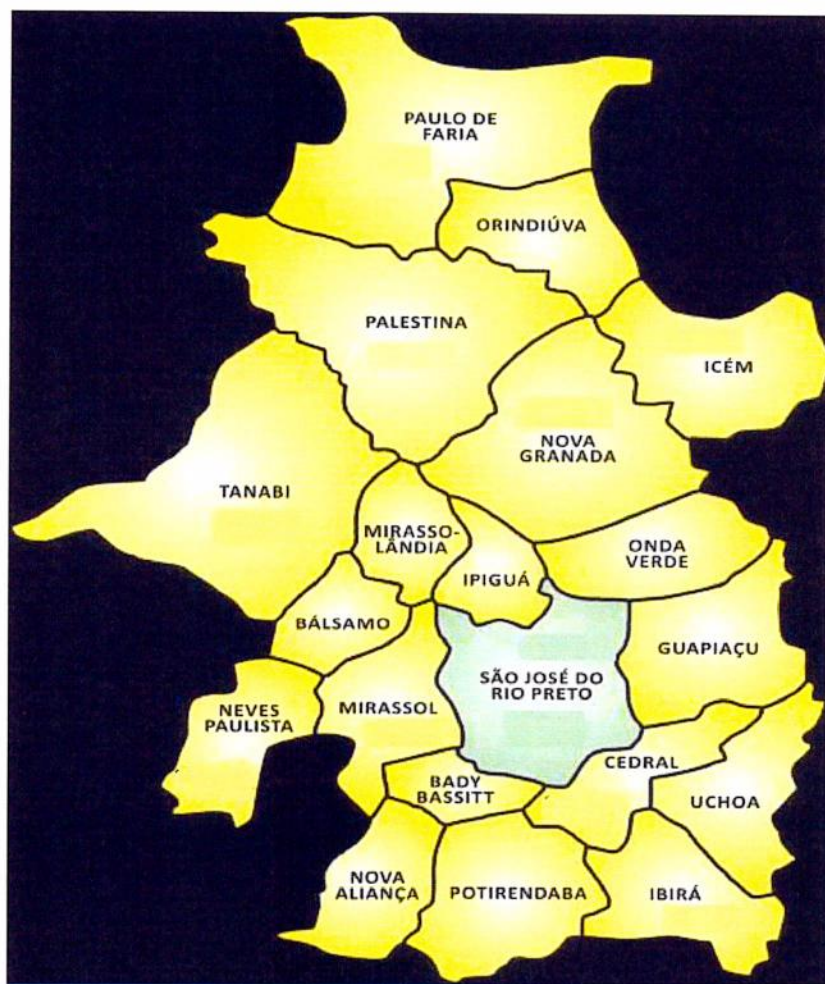 PAULO DE
FARIA
ORINDIÚVA
PALESTINA
ICÉM
NOVA
GRANADA
TANABI
MIRASSO-
LÂNDIA
IPIGUÁ
ONDA
VERDE
BÁLSAMO
GUAPIAÇU
SÃO JOSÉ DO
RIO PRETO
NEVES
PAULISTA
MIRASSOL
CEDRAL
BADY
BASSITT
UCHOA
NOVA
ALIANÇA
POTIRENDABA
IBIRÁ